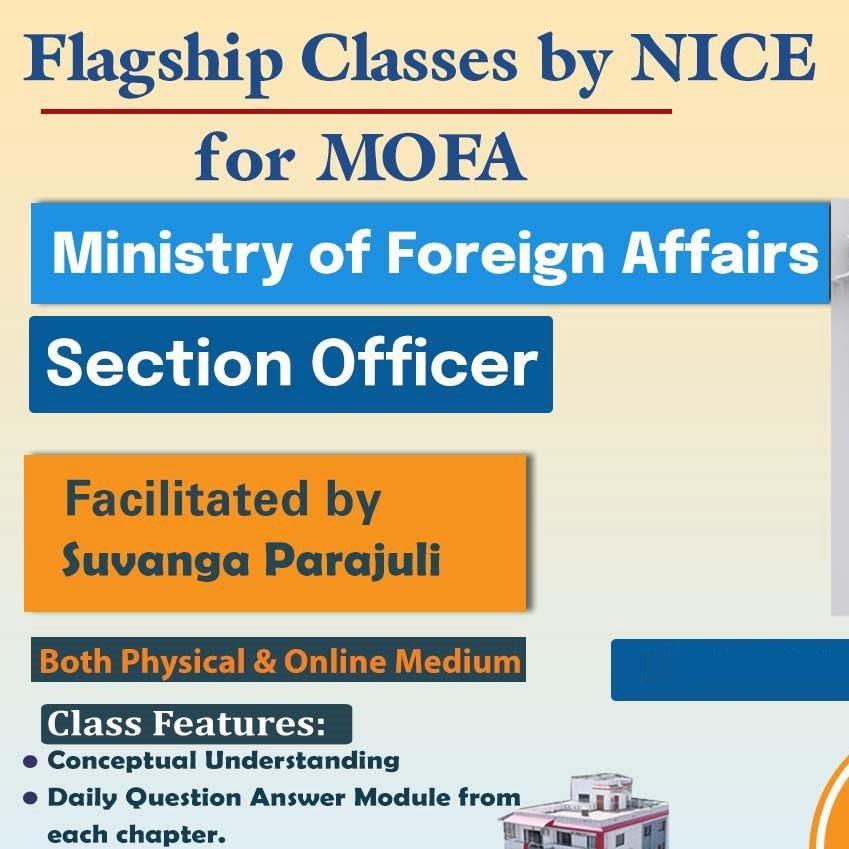 Flagship Classes by NICE
for MOFA
Ministry of Foreign Affairs
Section Officer
Facilitated by
Suvanga Parajuli
Both Physical & Online Medium
Class Features:
Conceptual Understanding
Daily Question Answer Module from
each chapter.